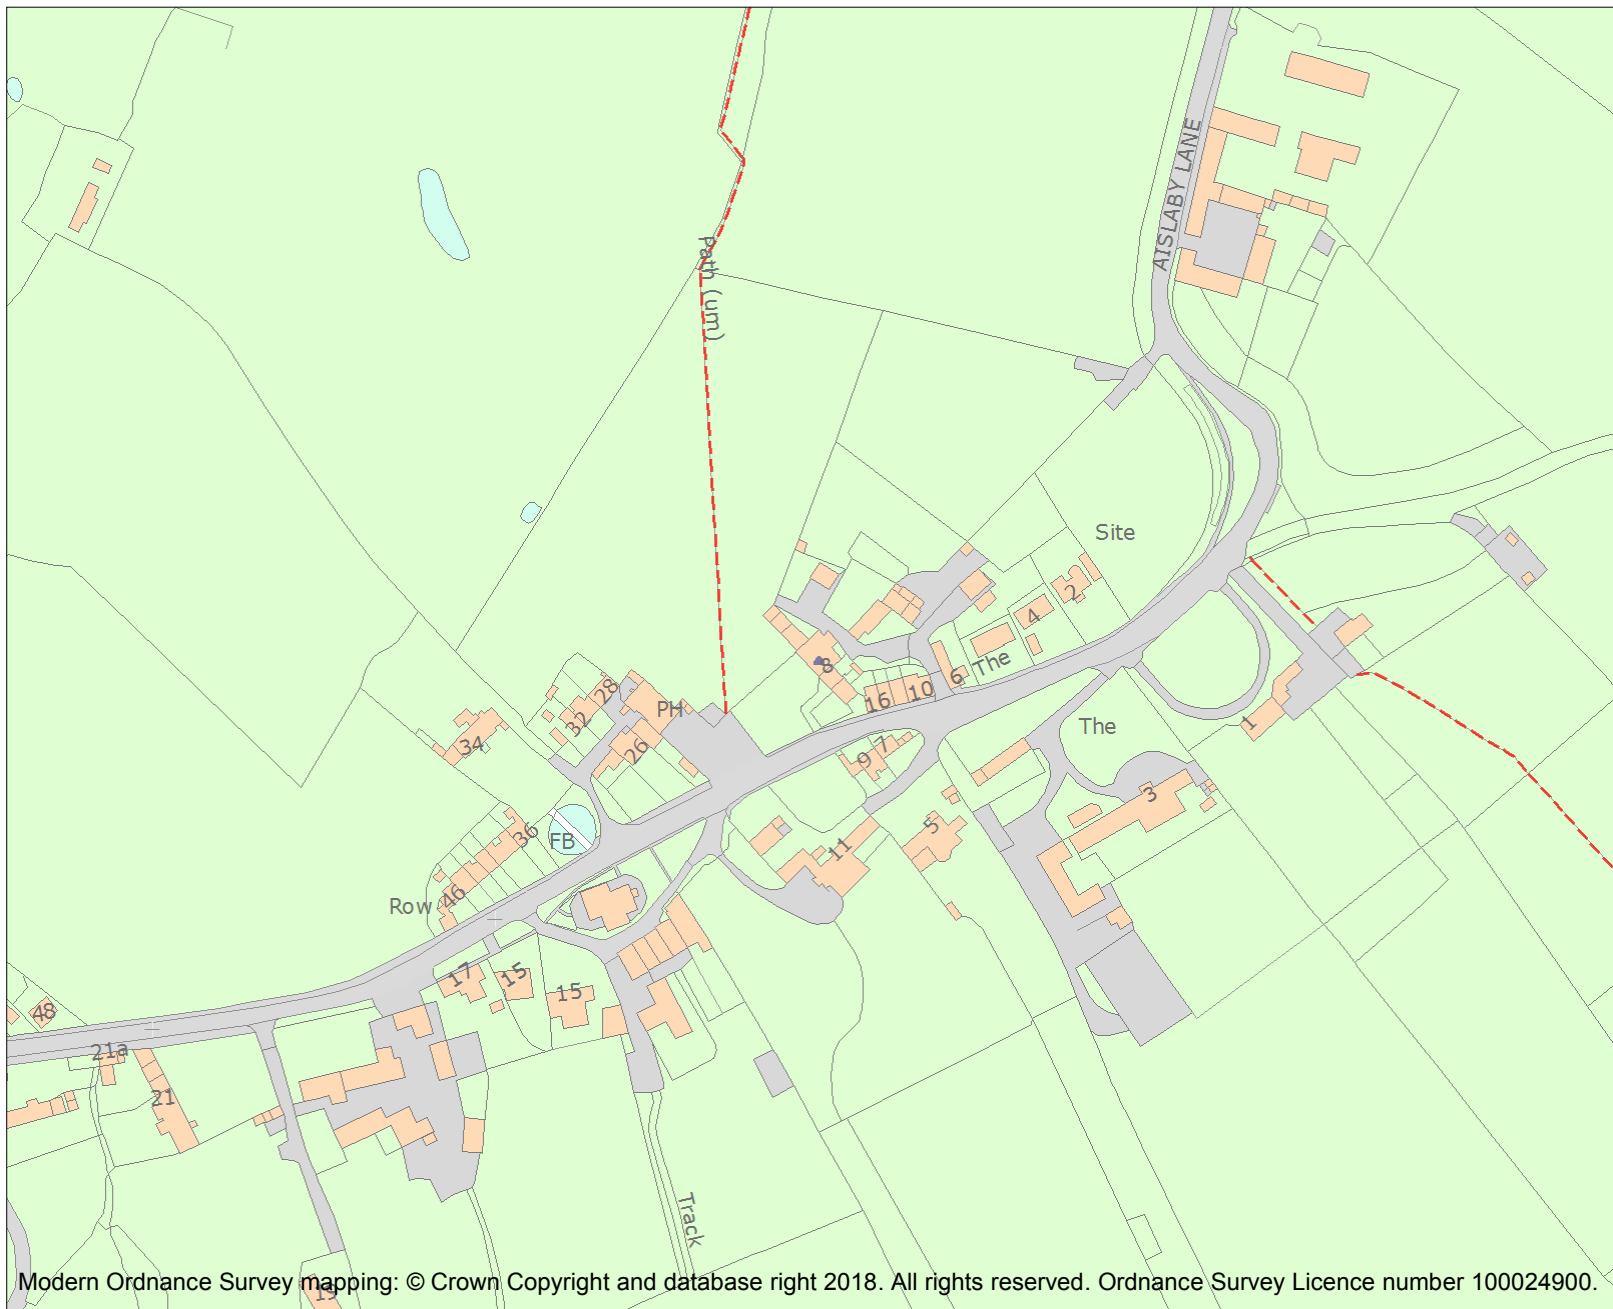 AISLABY LANE
Path (um)
Site
2
4
The
6
8
10
16
The
1
28
PH
32
26
34
9
7
3
5
11
36
FB
46
Row
17
15
15
48
21a
21
Track
19
Modern Ordnance Survey mapping: © Crown Copyright and database right 2018. All rights reserved. Ordnance Survey Licence number 100024900.